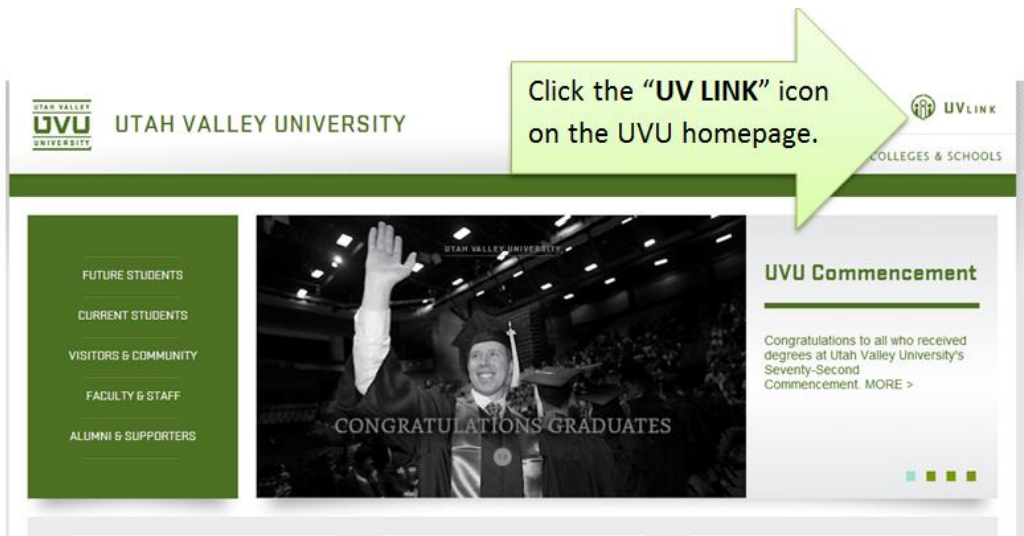 UTAH VALLEY
UVU
UNIVERSITY
UTAH VALLEY UNIVERSITY
Click the “UV LINK” icon
on the UVU homepage.
UVLINK
COLLEGES & SCHOOLS
FUTURE STUDENTS
CURRENT STUDENTS
VISITORS & COMMUNITY
FACULTY & STAFF
ALUMNI & SUPPORTERS
UTAH VALLEY UNIVERSITY
CONGRATULATIONS GRADUATES
UVU Commencement
Congratulations to all who received
degrees at Utah Valley University's
Seventy-Second
Commencement. MORE >